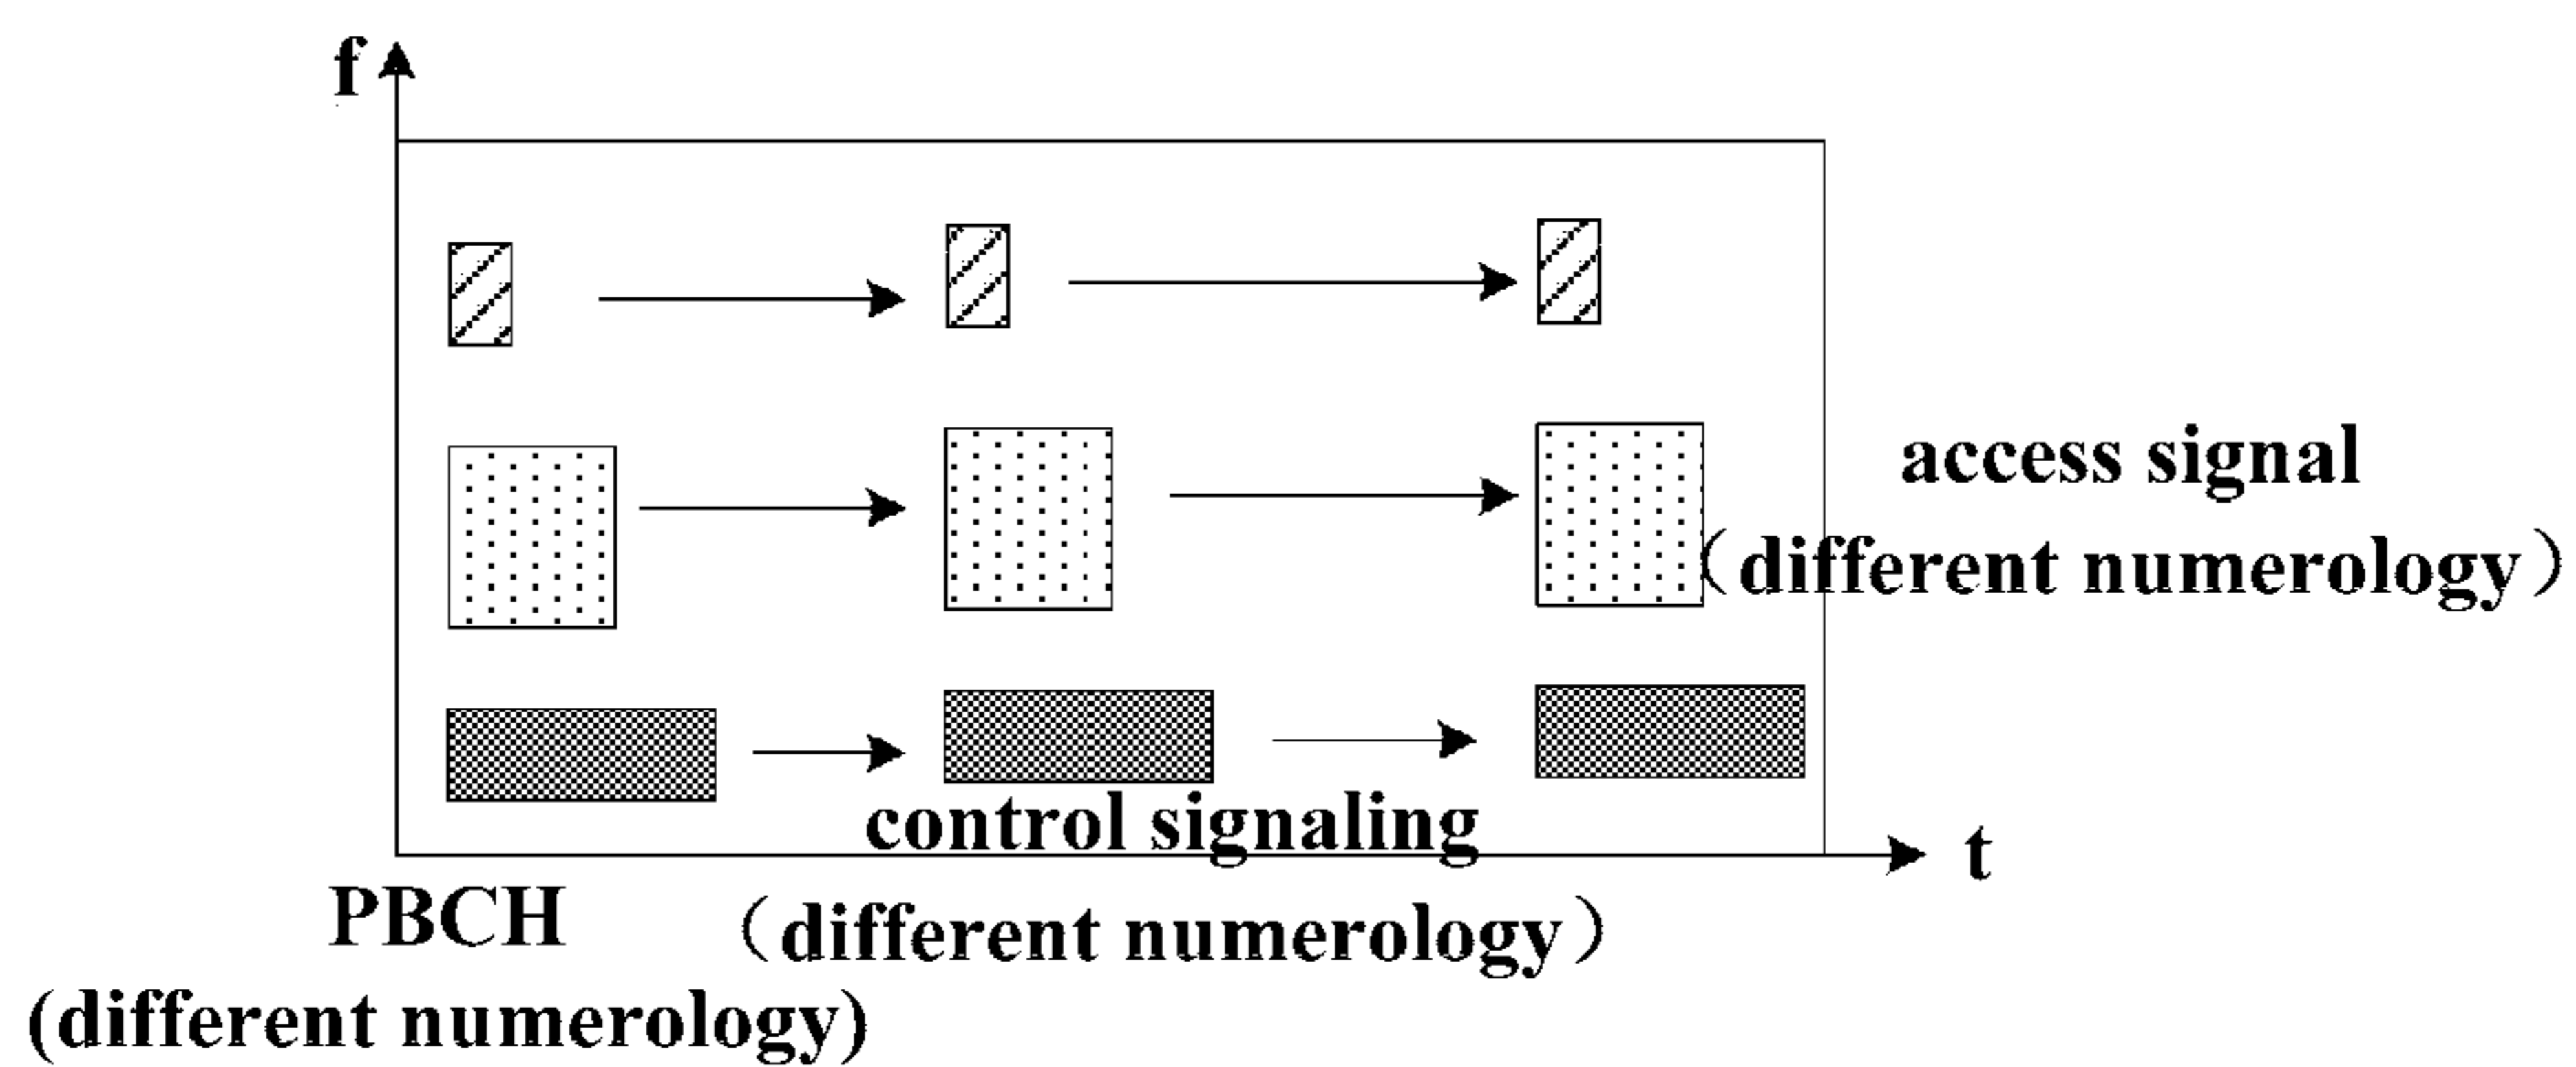 f
access signal
（different numerology）
control signaling
t
PBCH
（different numerology）
(different numerology)